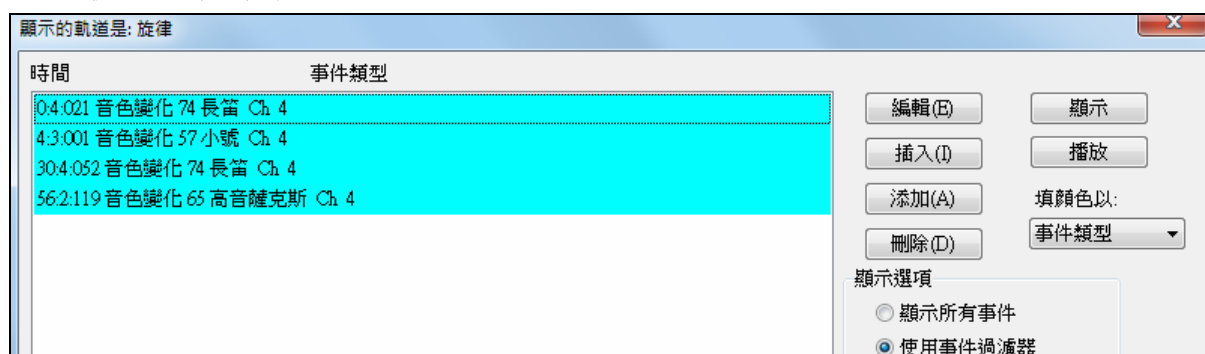 顯示的軌道是: 旋律
時間 事件類型
0:4:021 音色變化 74 長笛 Ch 4
4:3:001 音色變化 57 小號 Ch 4
30:4:052 音色變化 74 長笛 Ch 4
56:2:119 音色變化 65 高音薩克斯 Ch 4
編輯(E) 顯示
插入(I) 播放
添加(A) 填顏色以:
刪除(D) 事件類型
顯示選項
顯示所有事件
使用事件過濾器